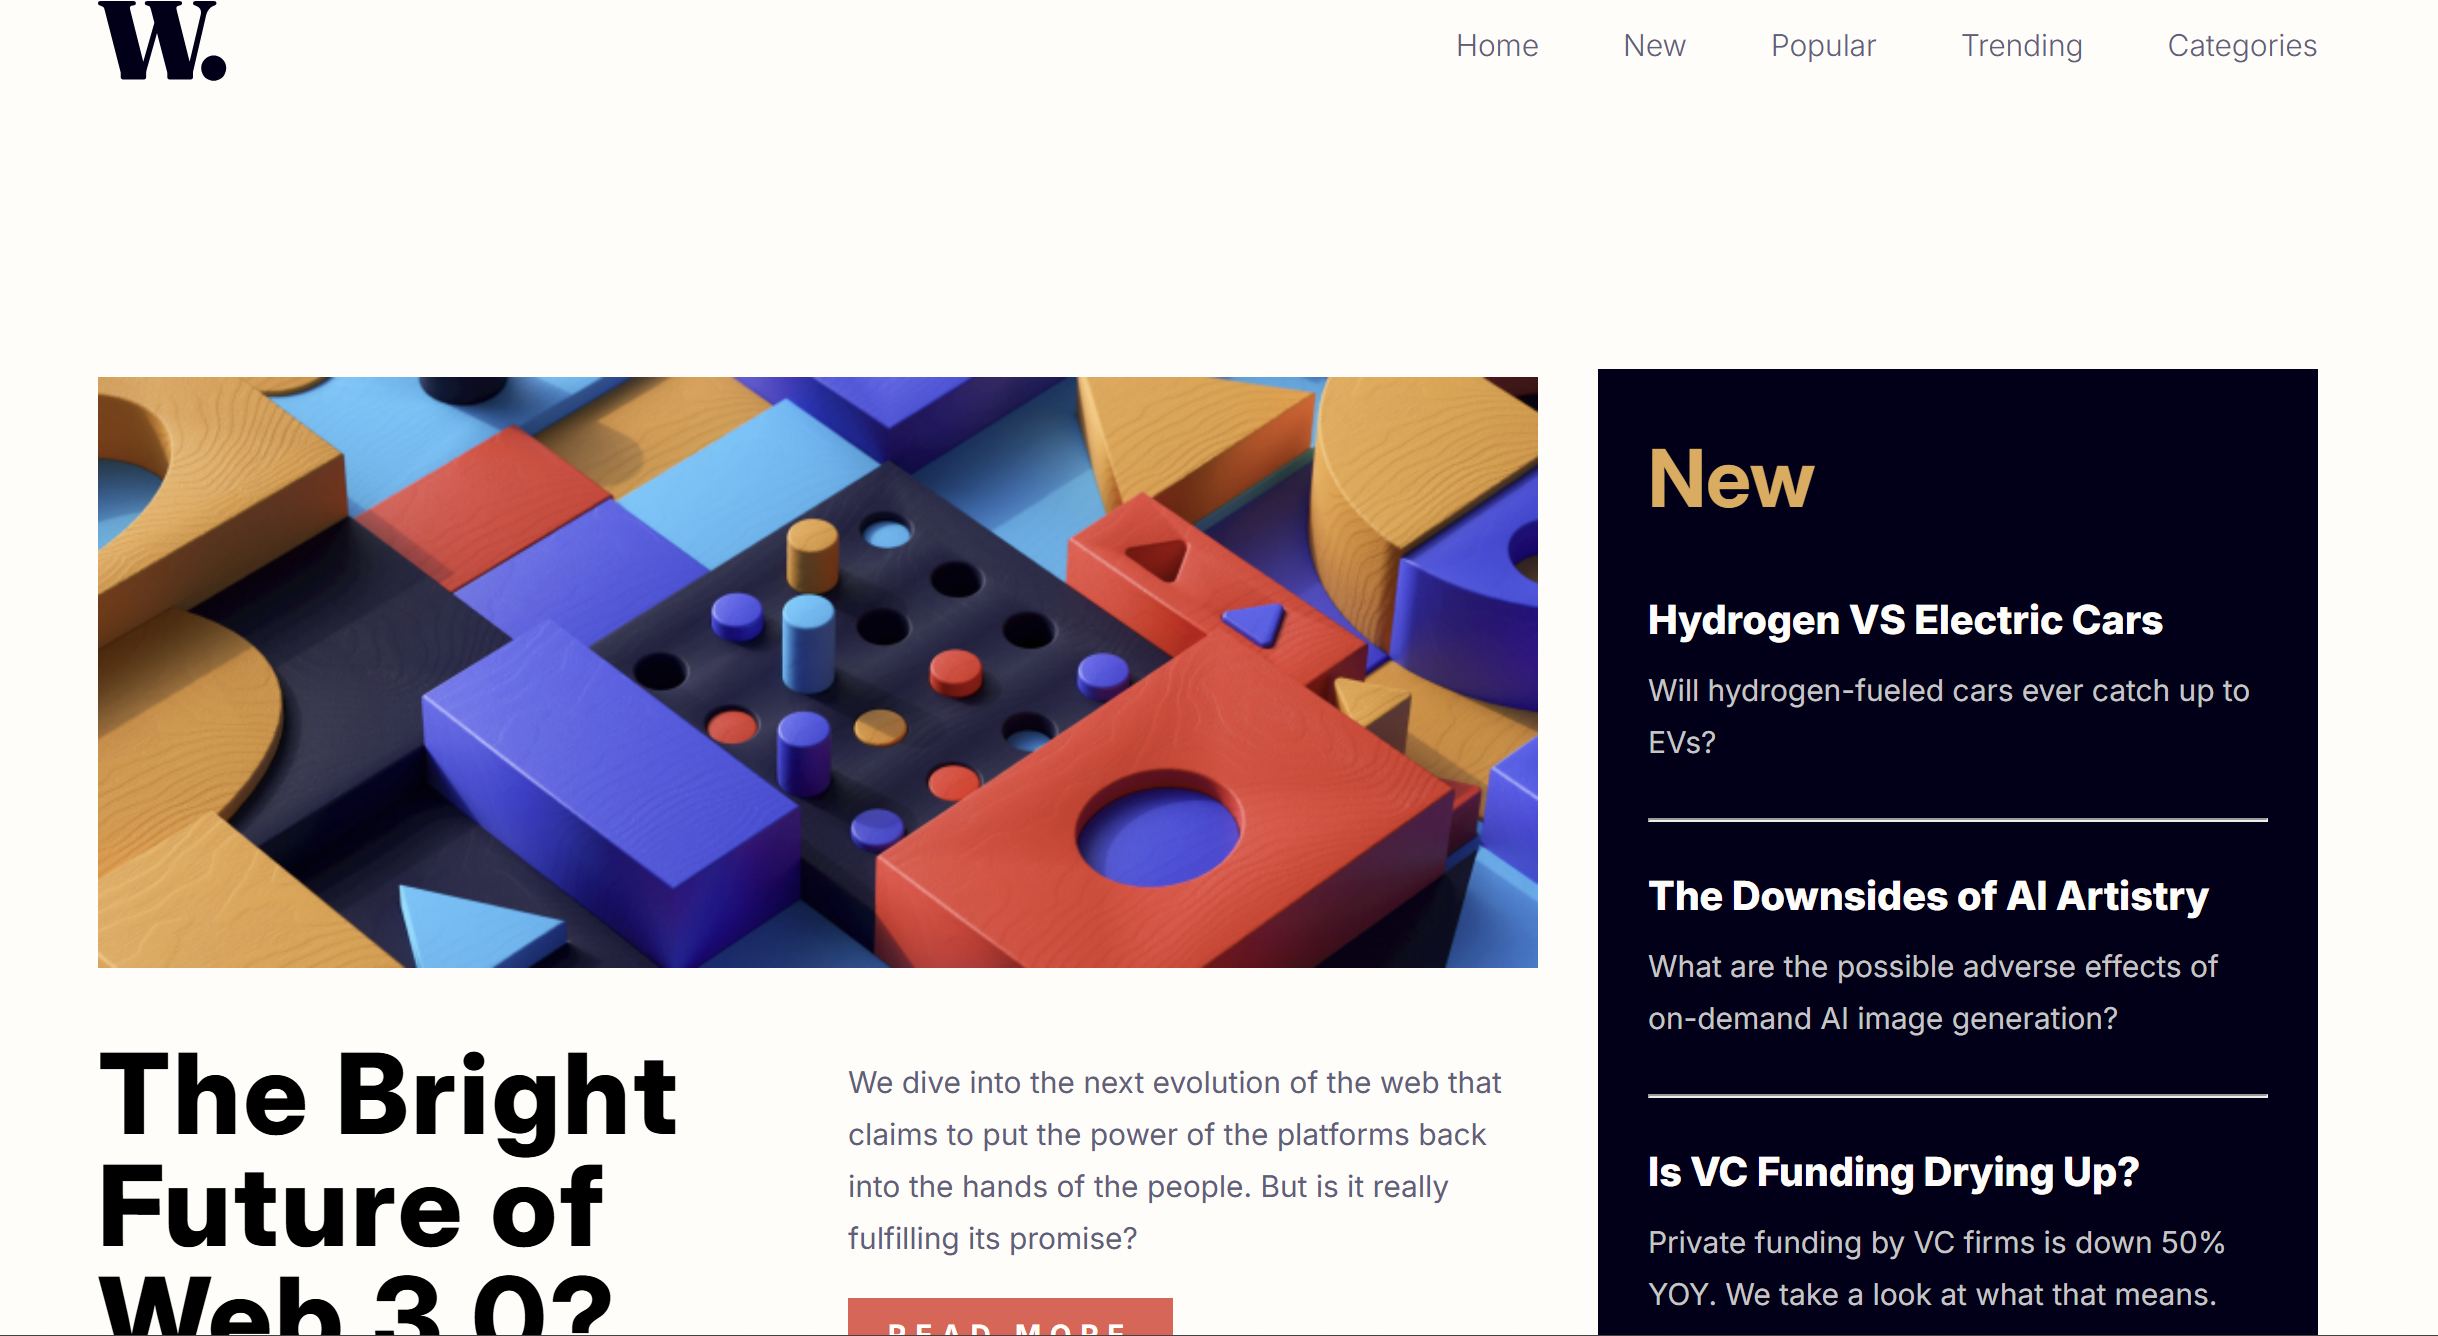 W.
Home
New
Popular
Trending
Categories
The Bright
Future of
Web 3.0?
We dive into the next evolution of the web that
claims to put the power of the platforms back
into the hands of the people. But is it really
fulfilling its promise?
READ MORE
New
Hydrogen VS Electric Cars
Will hydrogen-fueled cars ever catch up to
EVs?
The Downsides of AI Artistry
What are the possible adverse effects of
on-demand AI image generation?
Is VC Funding Drying Up?
Private funding by VC firms is down 50%
YOY. We take a look at what that means.